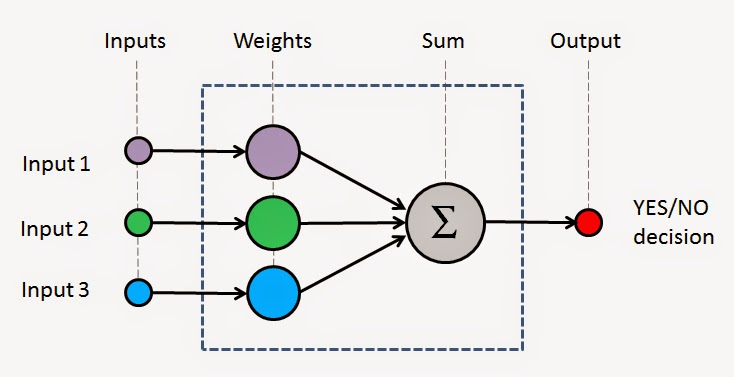 Inputs
Weights
Sum
Output
Input 1
Input 2
Input 3
Σ
YES/NO
decision